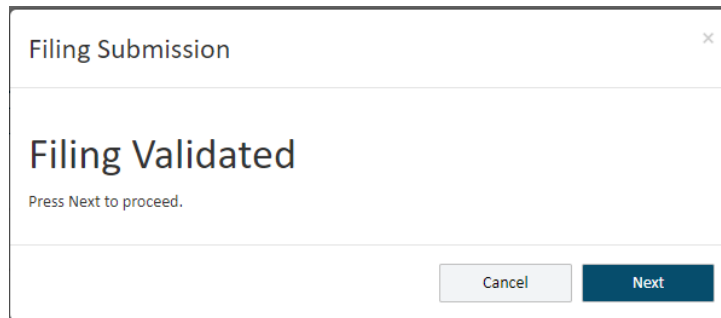 Filing Submission
×
Filing Validated
Press Next to proceed.
Cancel Next